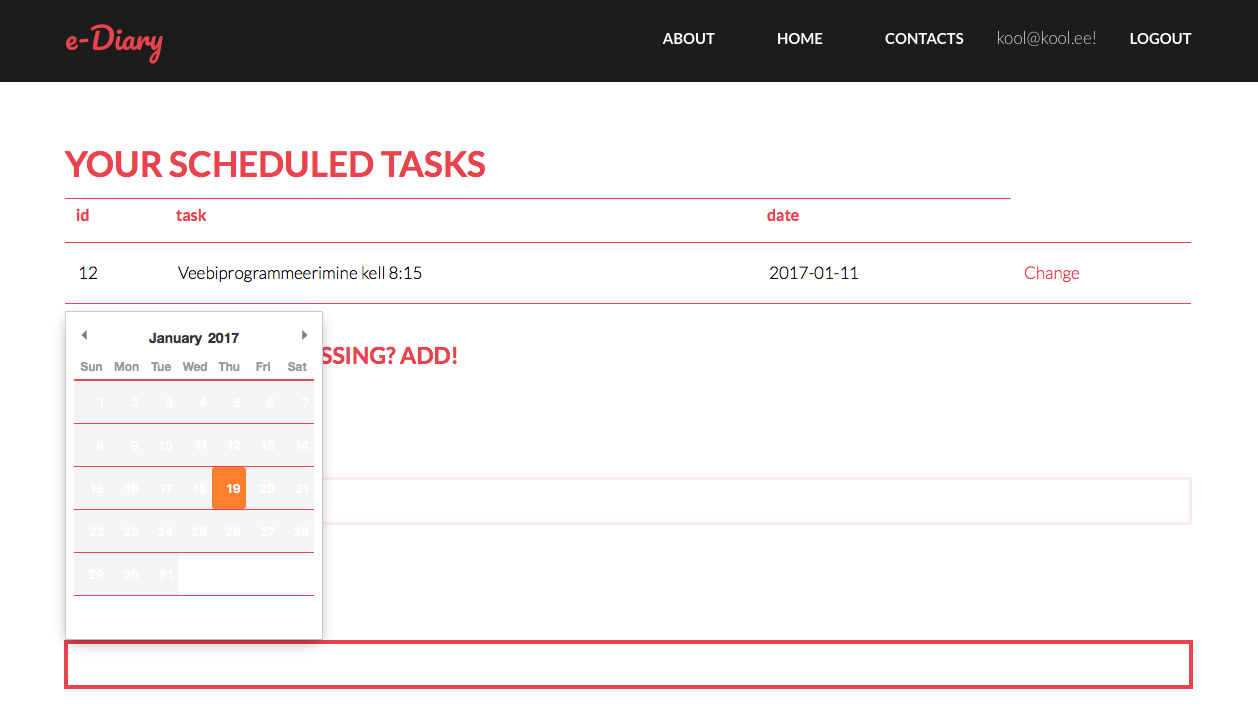 e-Diary
ABOUT HOME CONTACTS kool@kool.ee! LOGOUT
YOUR SCHEDULED TASKS
id task date
12 Veebiprogrammeerimine kell 8:15 2017-01-11 Change
SSING? ADD!
January 2017
Sun Mon Tue Wed Thu Fri Sat
1 2 3 4 5 6 7
8 9 10 11 12 13 14
15 16 17 18 19 20 21
22 23 24 25 26 27 28
29 30 31